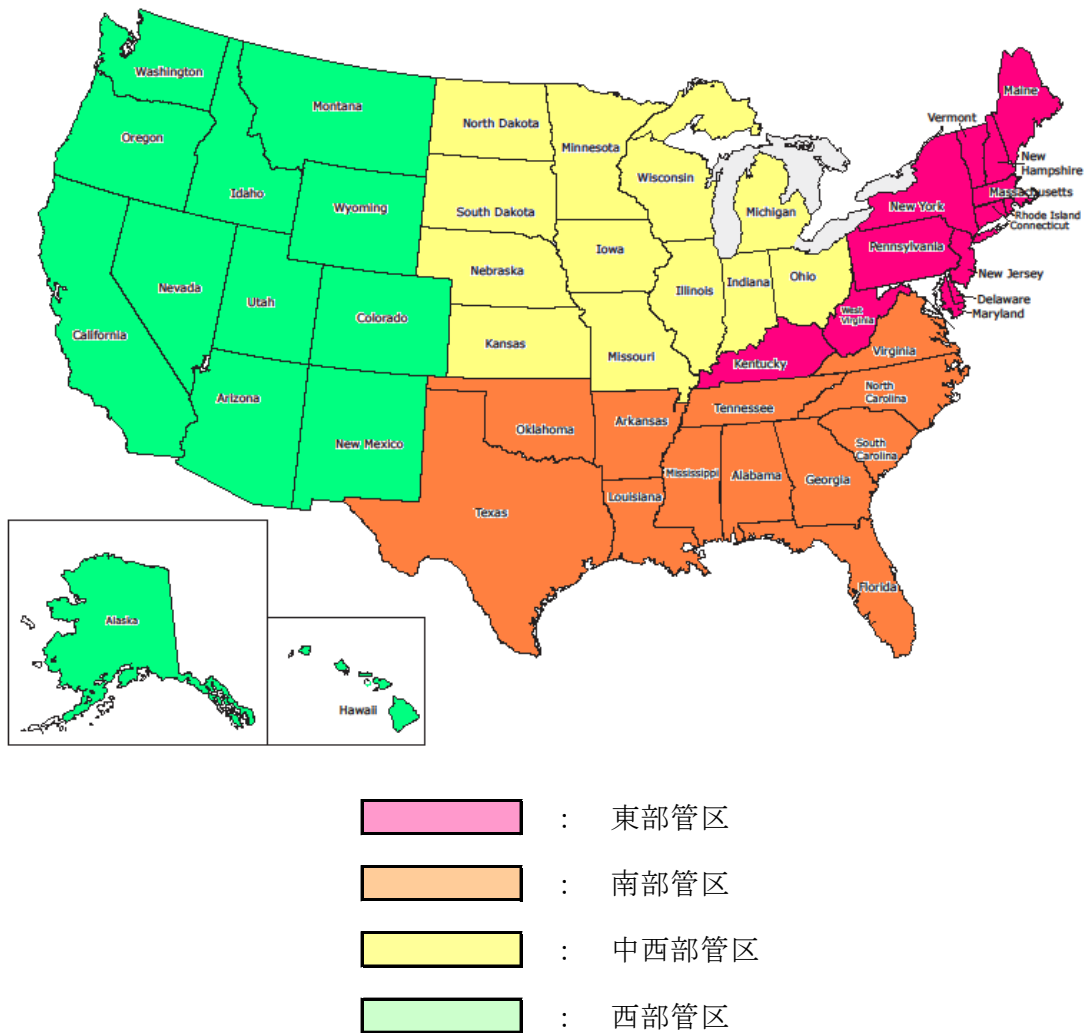 Washington
Montana
Oregon
Idaho
Wyoming
North Dakota
South Dakota
Minnesota
Wisconsin
Michigan
Maine
Vermont
New
Hampshire
Massachusetts
New York
Rhode Island
Connecticut
Pennsylvania
New Jersey
Delaware
Maryland
Nevada
Utah
California
Colorado
Nebraska
Iowa
Illinois
Indiana
Ohio
Kansas
Missouri
West
Virginia
Kentucky
Virginia
Arizona
New Mexico
Oklahoma
Arkansas
Tennessee
North
Carolina
South
Carolina
Texas
Louisiana
Mississippi
Alabama
Georgia
Florida
Alaska
Hawaii
: 東部管区
: 南部管区
: 中西部管区
: 西部管区